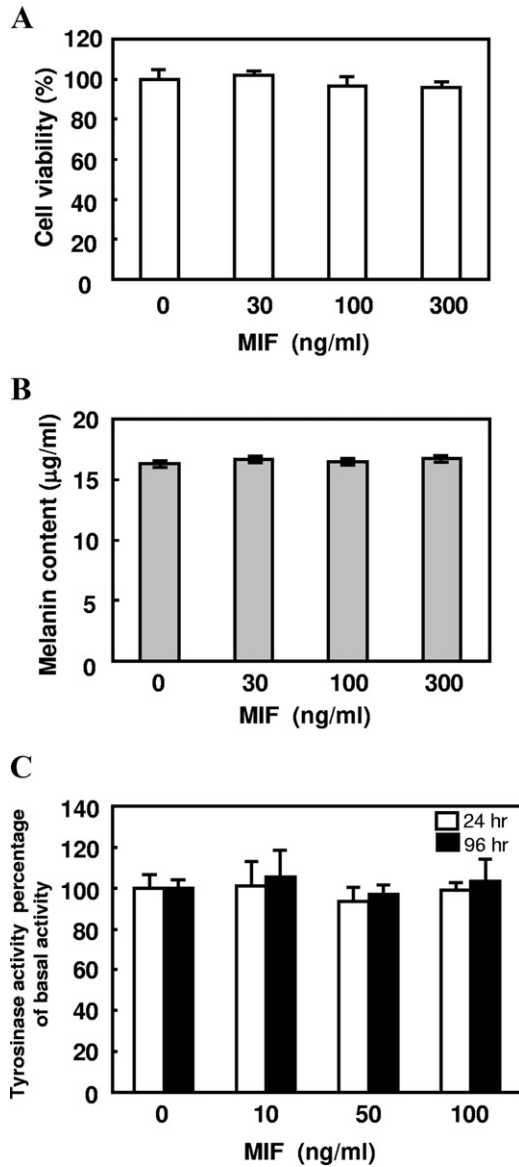 A
Cell viability (%)
120
100
80
60
40
20
0
0 30 100 300
MIF (ng/ml)
B
Melanin content (μg/ml)
20
15
10
5
0
0 30 100 300
MIF (ng/ml)
C
Tyrosinase activity percentage
of basal activity
140
120
100
80
60
40
20
0
24 hr
96 hr
0 10 50 100
MIF (ng/ml)